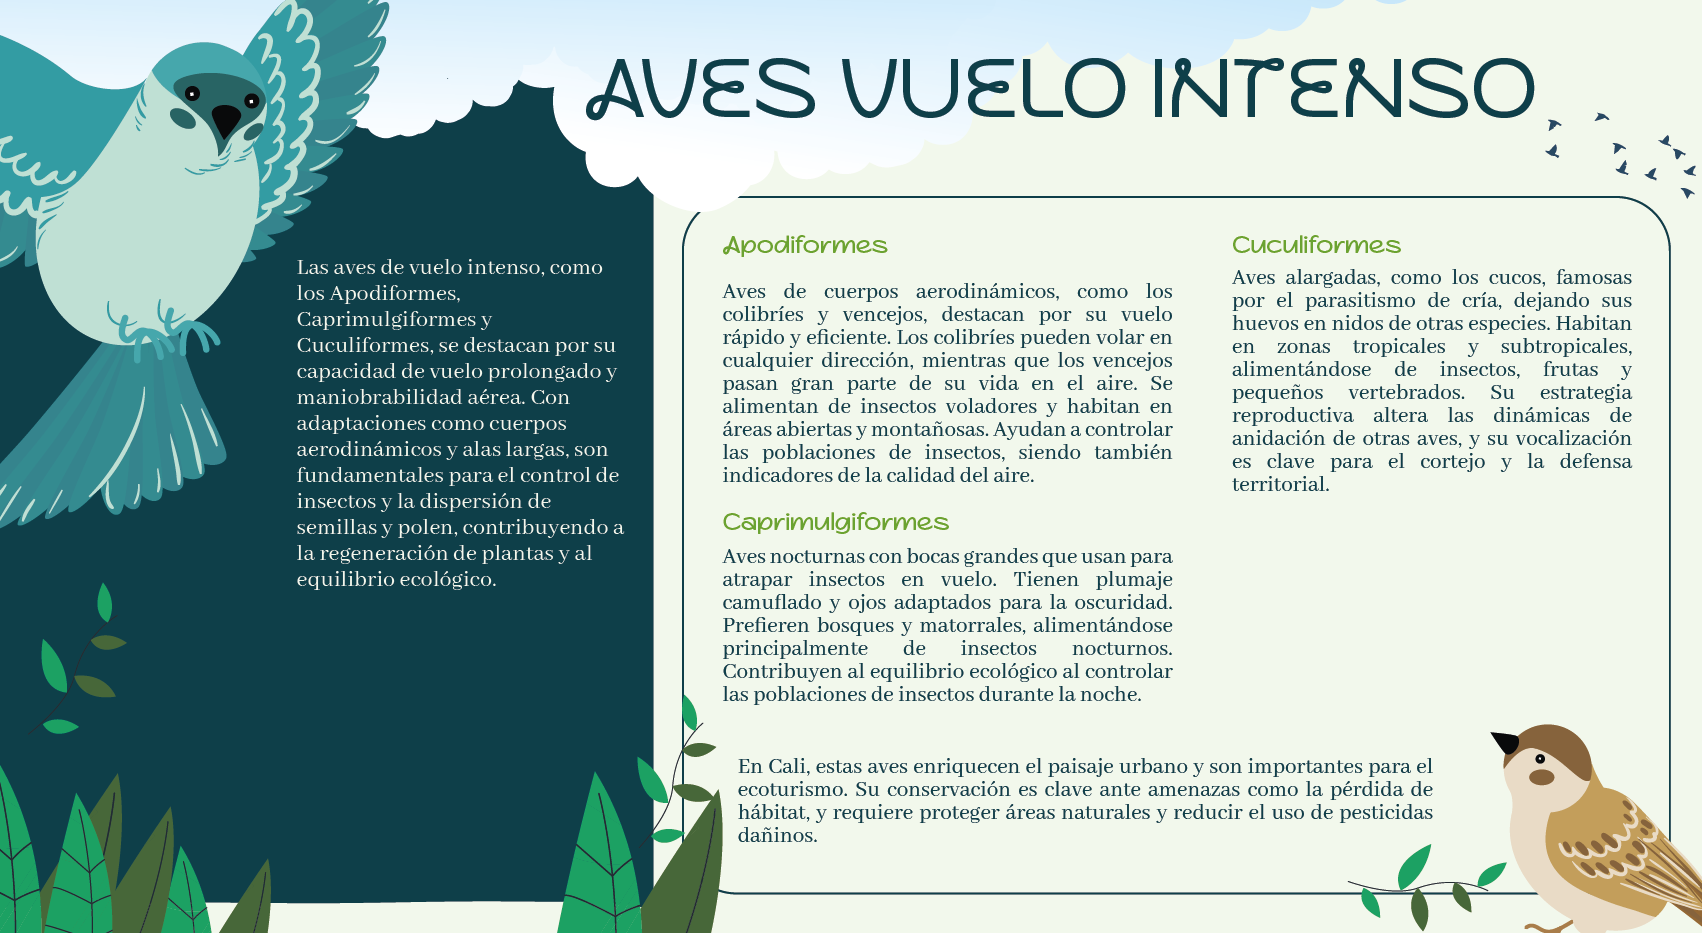 AVES VUELO INTENSO
Las aves de vuelo intenso, como
los Apodiformes,
Caprimulgiformes y
Cuculiformes, se destacan por su
capacidad de vuelo prolongado y
maniobrabilidad aérea. Con
adaptaciones como cuerpos
aerodinámicos y alas largas, son
fundamentales para el control de
insectos y la dispersión de
semillas y polen, contribuyendo a
la regeneración de plantas y al
equilibrio ecológico.
Apodiformes
Aves de cuerpos aerodinámicos, como los
colibríes y vencejos, destacan por su vuelo
rápido y eficiente. Los colibríes pueden volar en
cualquier dirección, mientras que los vencejos
pasan gran parte de su vida en el aire. Se
alimentan de insectos voladores y habitan en
áreas abiertas y montañosas. Ayudan a controlar
las poblaciones de insectos, siendo también
indicadores de la calidad del aire.
Caprimulgiformes
Aves nocturnas con bocas grandes que usan para
atrapar insectos en vuelo. Tienen plumaje
camuflado y ojos adaptados para la oscuridad.
Prefieren bosques y matorrales, alimentándose
principalmente de insectos nocturnos.
Contribuyen al equilibrio ecológico al controlar
las poblaciones de insectos durante la noche.
Cuculiformes
Aves alargadas, como los cucos, famosas
por el parasitismo de cría, dejando sus
huevos en nidos de otras especies. Habitan
en zonas tropicales y subtropicales,
alimentándose de insectos, frutas y
pequeños vertebrados. Su estrategia
reproductiva altera las dinámicas de
anidación de otras aves, y su vocalización
es clave para el cortejo y la defensa
territorial.
En Cali, estas aves enriquecen el paisaje urbano y son importantes para el
ecoturismo. Su conservación es clave ante amenazas como la pérdida de
hábitat, y requiere proteger áreas naturales y reducir el uso de pesticidas
dañinos.